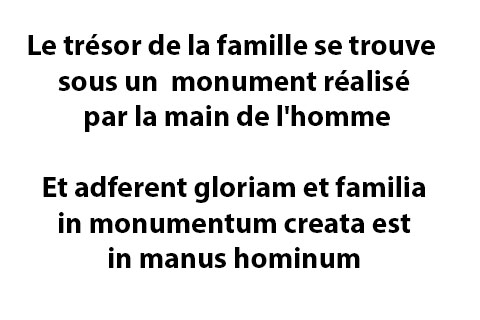 Le trésor de la famille se trouve
sous un  monument réalisé
par la main de l'homme
Et adferent gloriam et familia
in monumentum creata est
in manus hominum